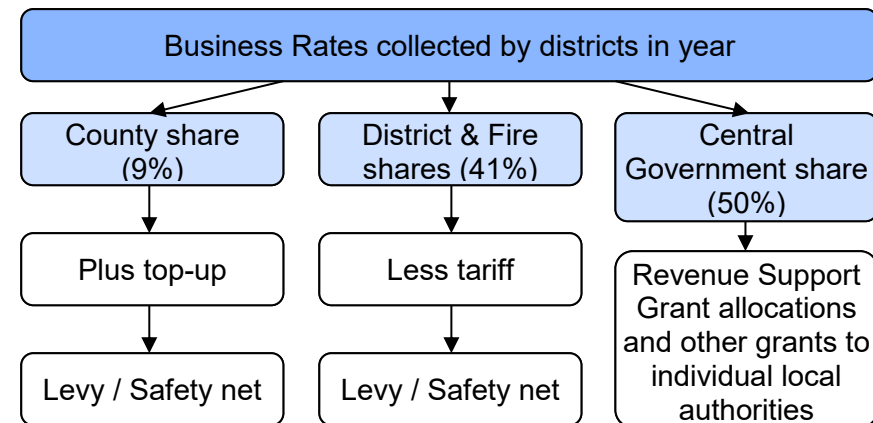 Business Rates collected by districts in year
County share
(9%)
District & Fire
shares (41%)
Central
Government share
(50%)
Plus top-up
Less tariff
Revenue Support
Grant allocations
and other grants to
individual local
authorities
Levy / Safety net
Levy / Safety net